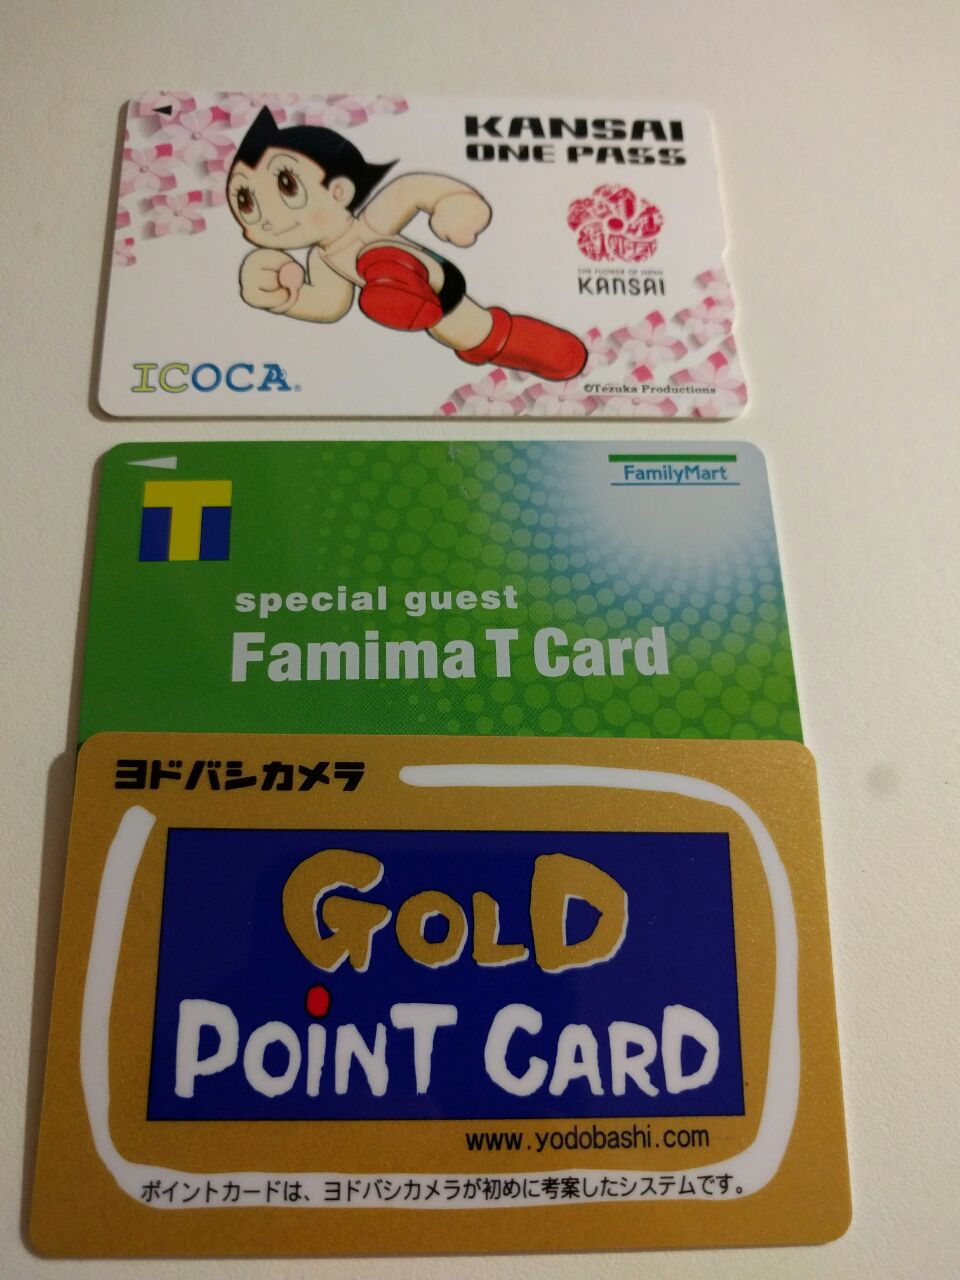 KANSAI
ONE PASS
THE FLOWER OF JAPAN
KANSAI
ICOCA
©Tezuka Productions
T
FamilyMart
special guest
Famima T Card
ヨドバシカメラ
GOLD
POINT CARD
www.yodobashi.com
ポイントカードは、ヨドバシカメラが初めに考案したシステムです。